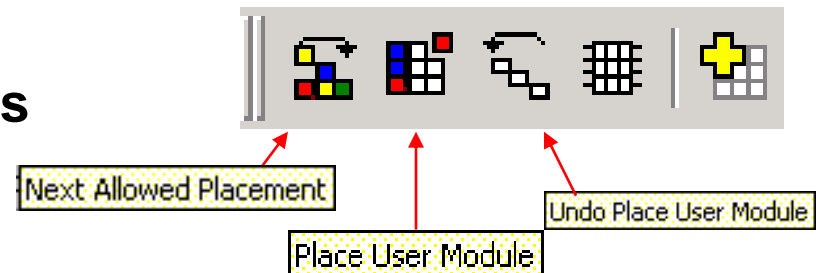 s
Next Allowed Placement
Undo Place User Module
Place User Module